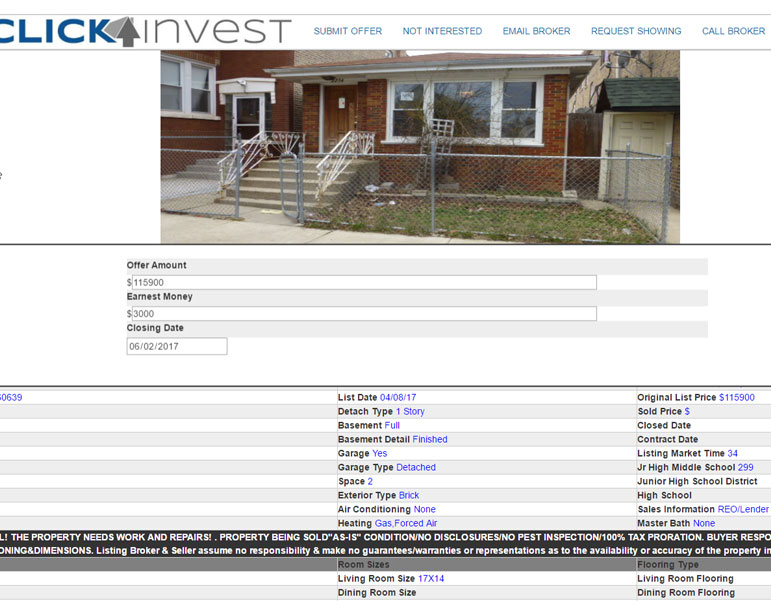 CLICK invest
SUBMIT OFFER NOT INTERESTED EMAIL BROKER REQUEST SHOWING CALL BROKER
?
Offer Amount
$115900
Earnest Money
$3000
Closing Date
06/02/2017
60639 List Date 04/08/17 Original List Price $115900
Detach Type 1 Story Sold Price $
Basement Full Closed Date
Basement Detail Finished Contract Date
Garage Yes Listing Market Time 34
Garage Type Detached Jr High Middle School 299
Space 2 Junior High School District
Exterior Type Brick High School
Air Conditioning None Sales Information REO/Lender
Heating Gas,Forced Air Master Bath None
L! THE PROPERTY NEEDS WORK AND REPAIRS! . PROPERTY BEING SOLD"AS-IS" CONDITION/NO DISCLOSURES/NO PEST INSPECTION/100% TAX PRORATION. BUYER RESPO
ONING&DIMENSIONS. Listing Broker & Seller assume no responsibility & make no guarantees/warranties or representations as to the availability or accuracy of the property in
Room Sizes Flooring Type
Living Room Size 17X14 Living Room Flooring
Dining Room Size Dining Room Flooring